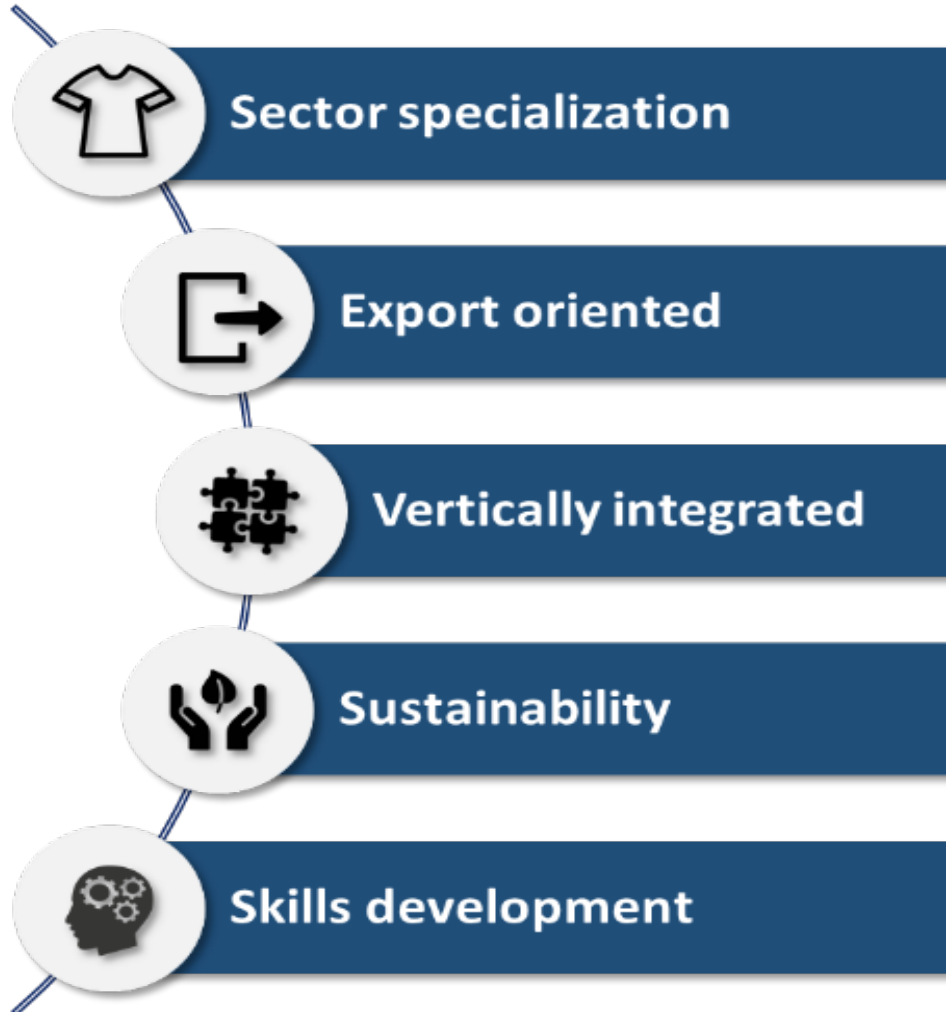 Sector specialization
Export oriented
Vertically integrated
Sustainability
Skills development